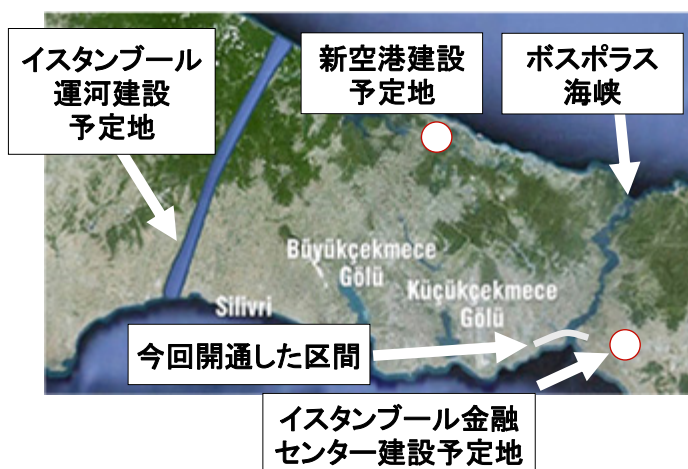 イスタンブール
運河建設
予定地
新空港建設
予定地
ボスポラス
海峡
Büyükçekmece
Gölü
Küçükçekmece
Gölü
Silivri
今回開通した区間
イスタンブール金融
センター建設予定地